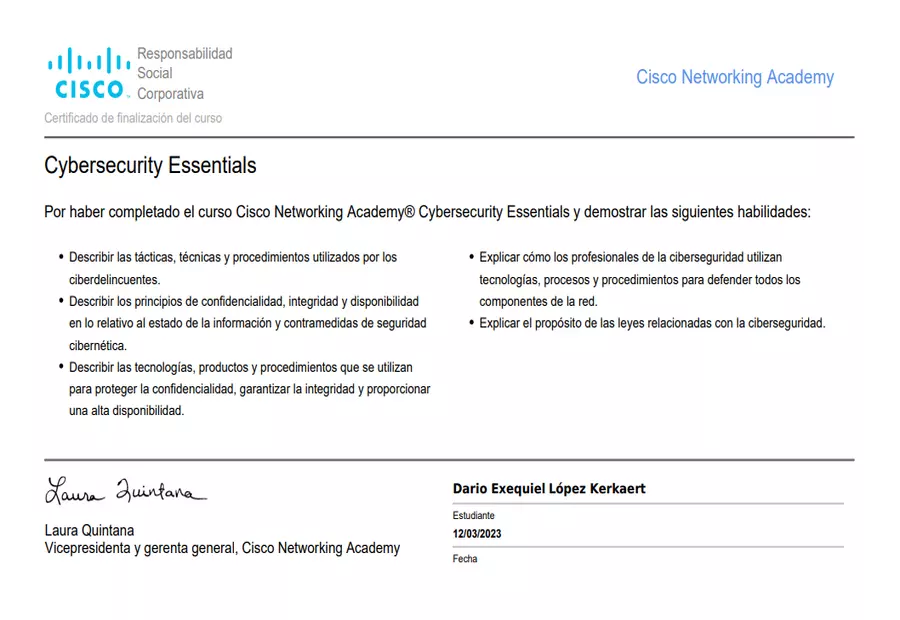 Responsabilidad
Social
CISCO™ Corporativa
Cisco Networking Academy
Certificado de finalización del curso
Cybersecurity Essentials
Por haber completado el curso Cisco Networking Academy® Cybersecurity Essentials y demostrar las siguientes habilidades:
• Describir las tácticas, técnicas y procedimientos utilizados por los
ciberdelincuentes.
• Describir los principios de confidencialidad, integridad y disponibilidad
en lo relativo al estado de la información y contramedidas de seguridad
cibernética.
• Describir las tecnologías, productos y procedimientos que se utilizan
para proteger la confidencialidad, garantizar la integridad y proporcionar
una alta disponibilidad.
• Explicar cómo los profesionales de la ciberseguridad utilizan
tecnologías, procesos y procedimientos para defender todos los
componentes de la red.
• Explicar el propósito de las leyes relacionadas con la ciberseguridad.
Laura Quintana
Laura Quintana
Vicepresidenta y gerenta general, Cisco Networking Academy
Dario Exequiel López Kerkaert
Estudiante
12/03/2023
Fecha